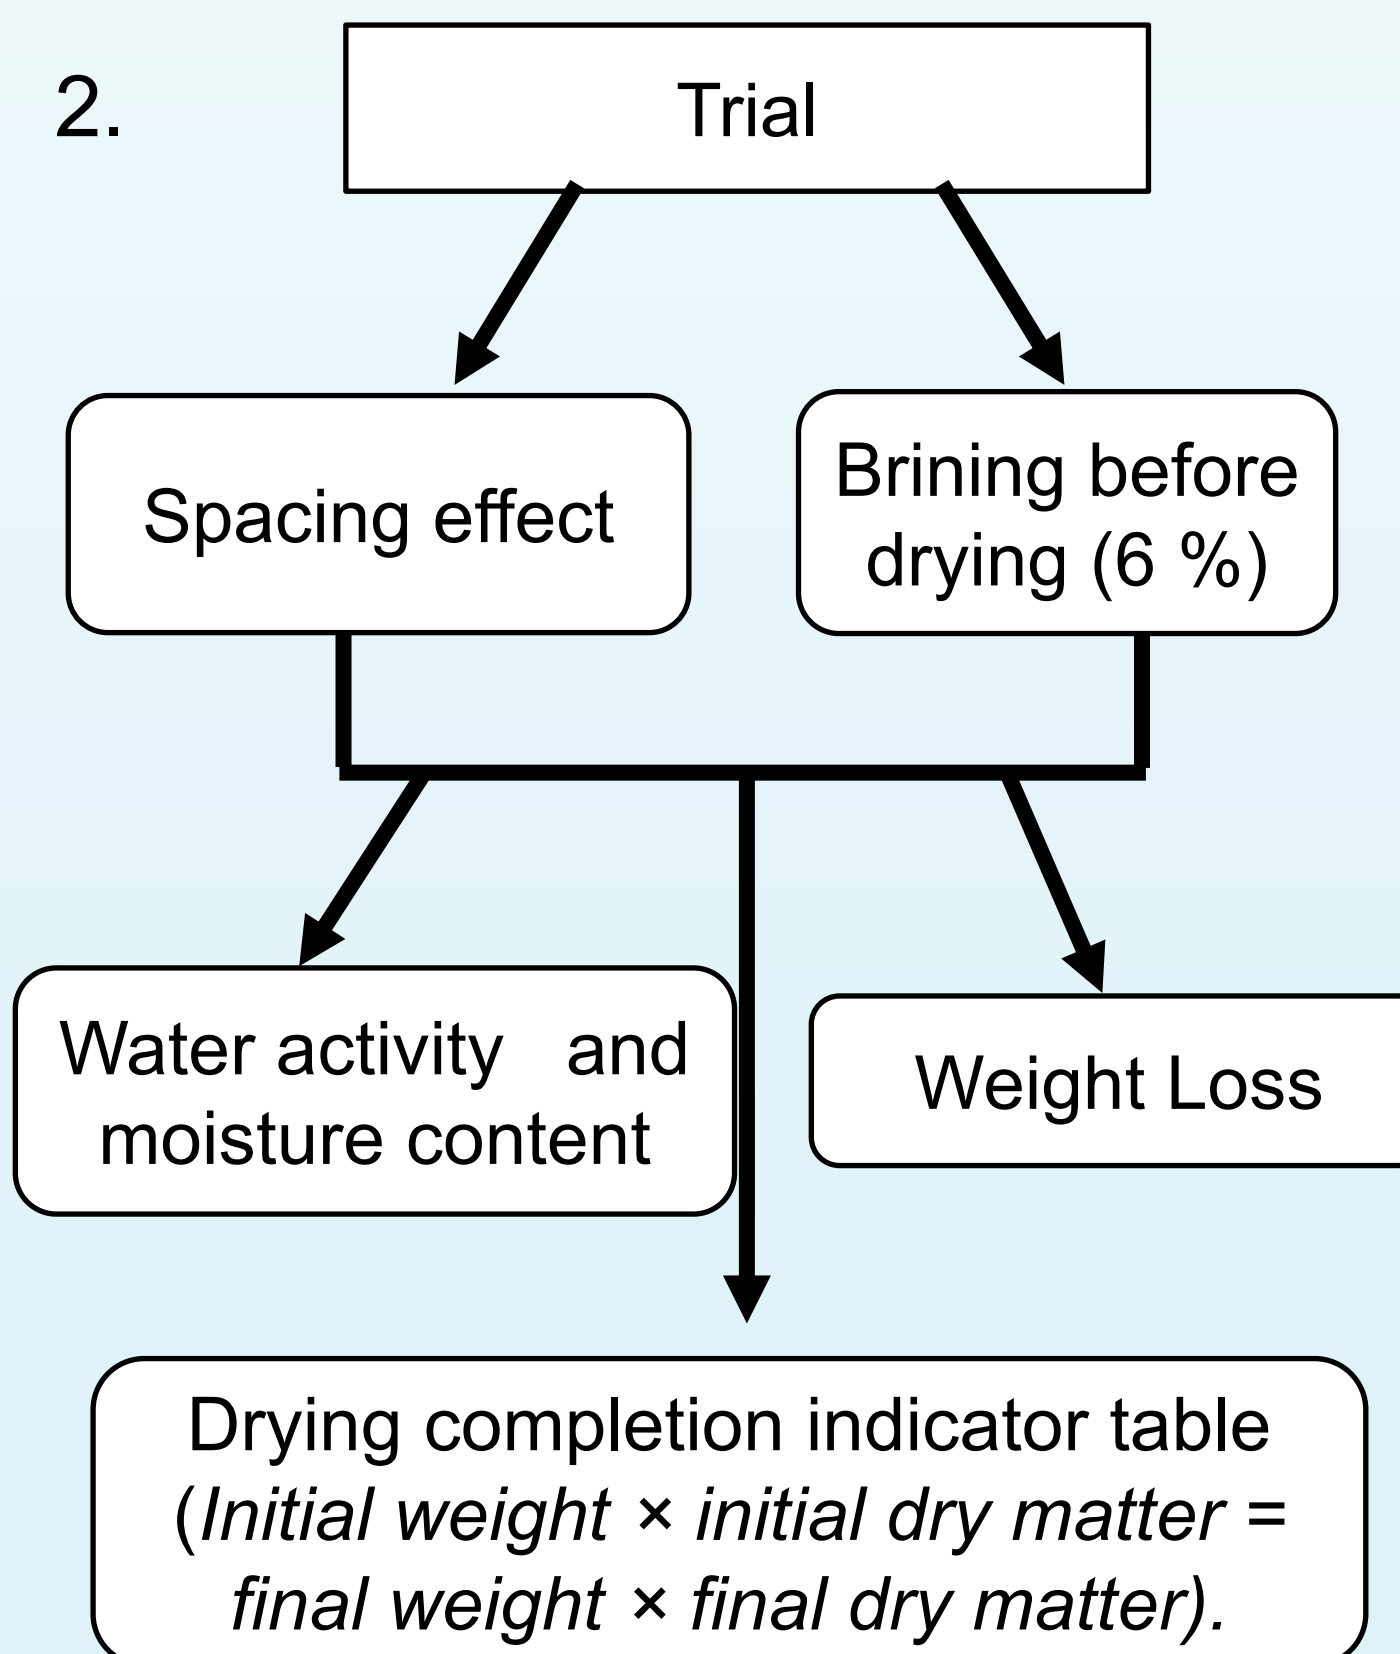 2.
Trial
Spacing effect
Brining before
drying (6 %)
Water activity and
moisture content
Weight Loss
Drying completion indicator table
(Initial weight × initial dry matter =
final weight × final dry matter).